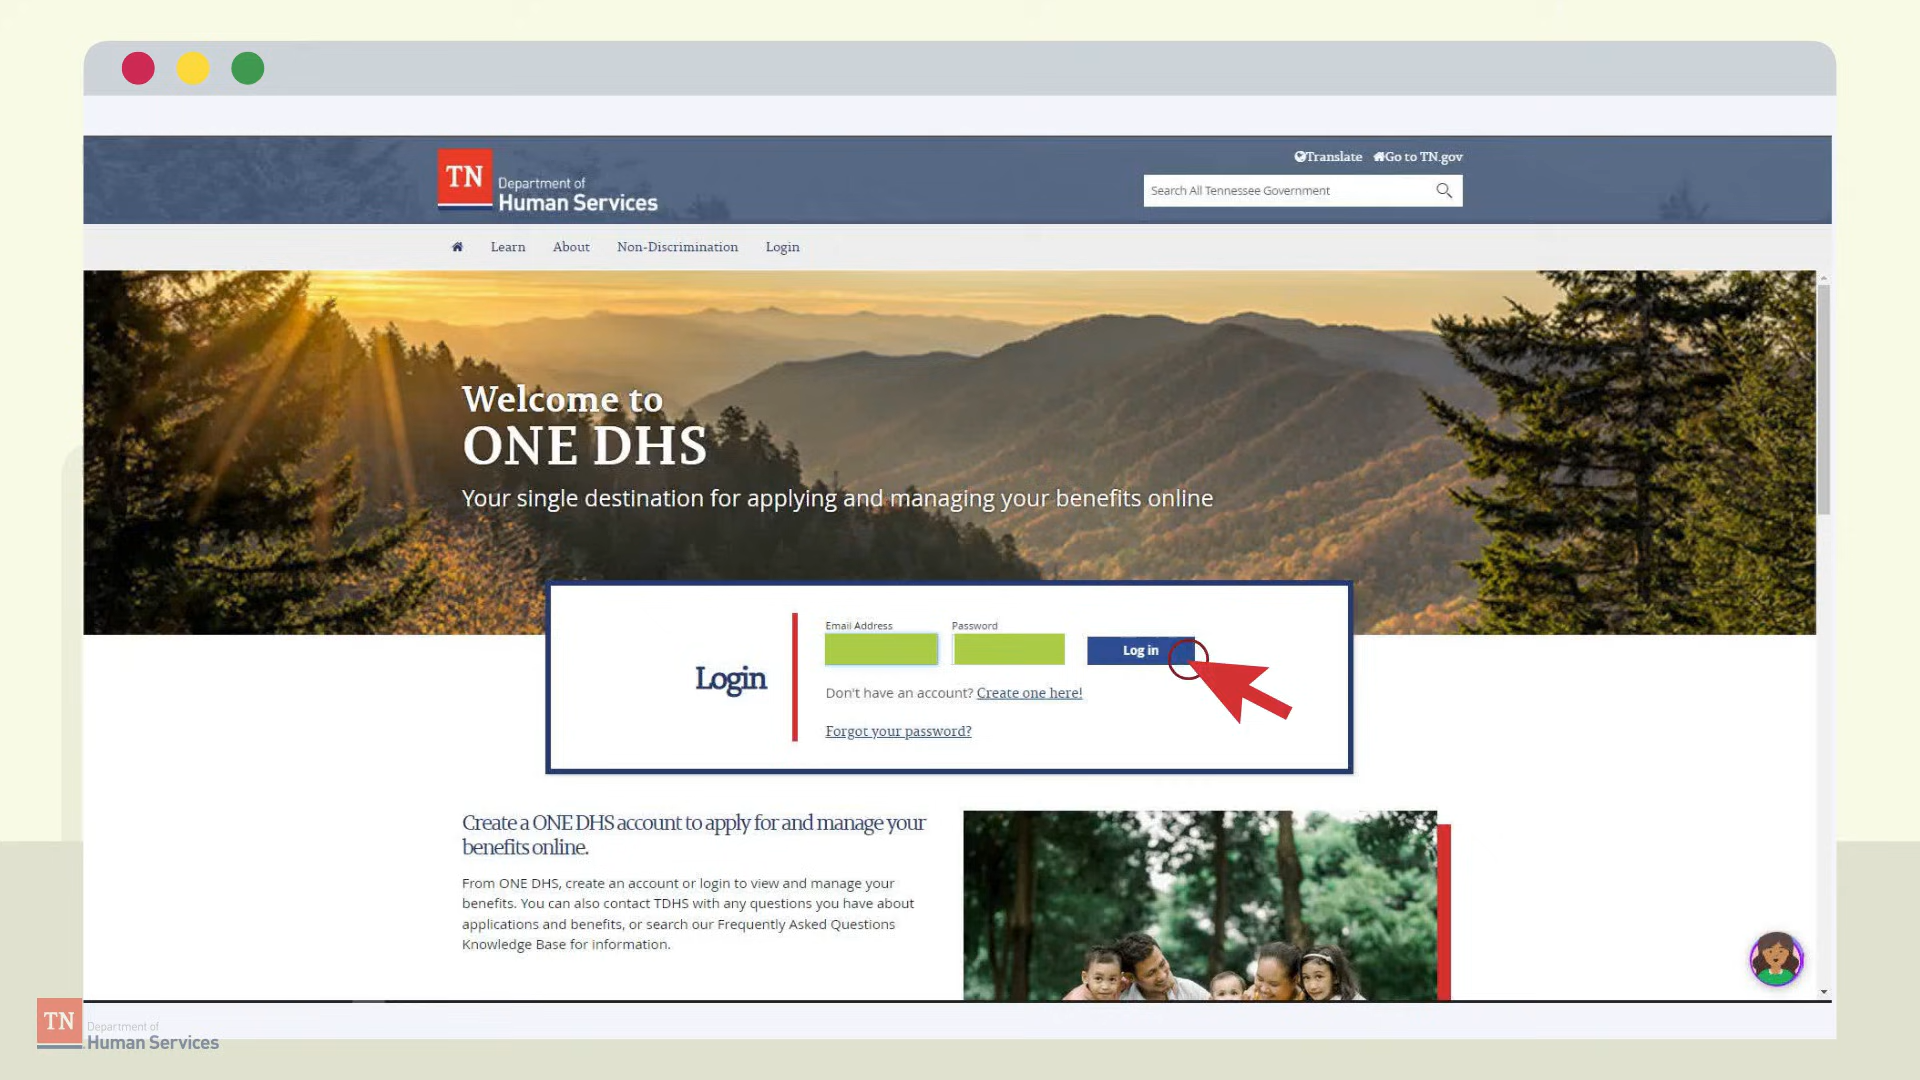 TN
Department of
Human Services
Translate Go to TN.gov
Search All Tennessee Government
Learn About Non-Discrimination Login
Welcome to
ONE DHS
Your single destination for applying and managing your benefits online
Login
Email Address Password
Log in
Don't have an account? Create one here!
Forgot your password?
Create a ONE DHS account to apply for and manage your
benefits online.
From ONE DHS, create an account or login to view and manage your
benefits. You can also contact TDHS with any questions you have about
applications and benefits, or search our Frequently Asked Questions
Knowledge Base for information.
TN
Department of
Human Services